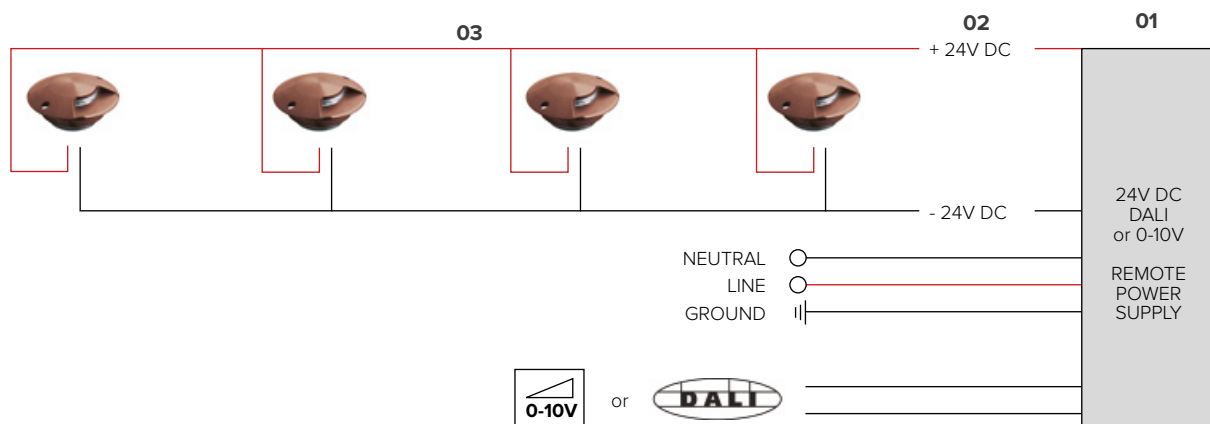 03
02
01
+ 24V DC
- 24V DC
24V DC
DALI
or 0-10V
REMOTE
POWER
SUPPLY
NEUTRAL
LINE
GROUND
0-10V
or
DALI